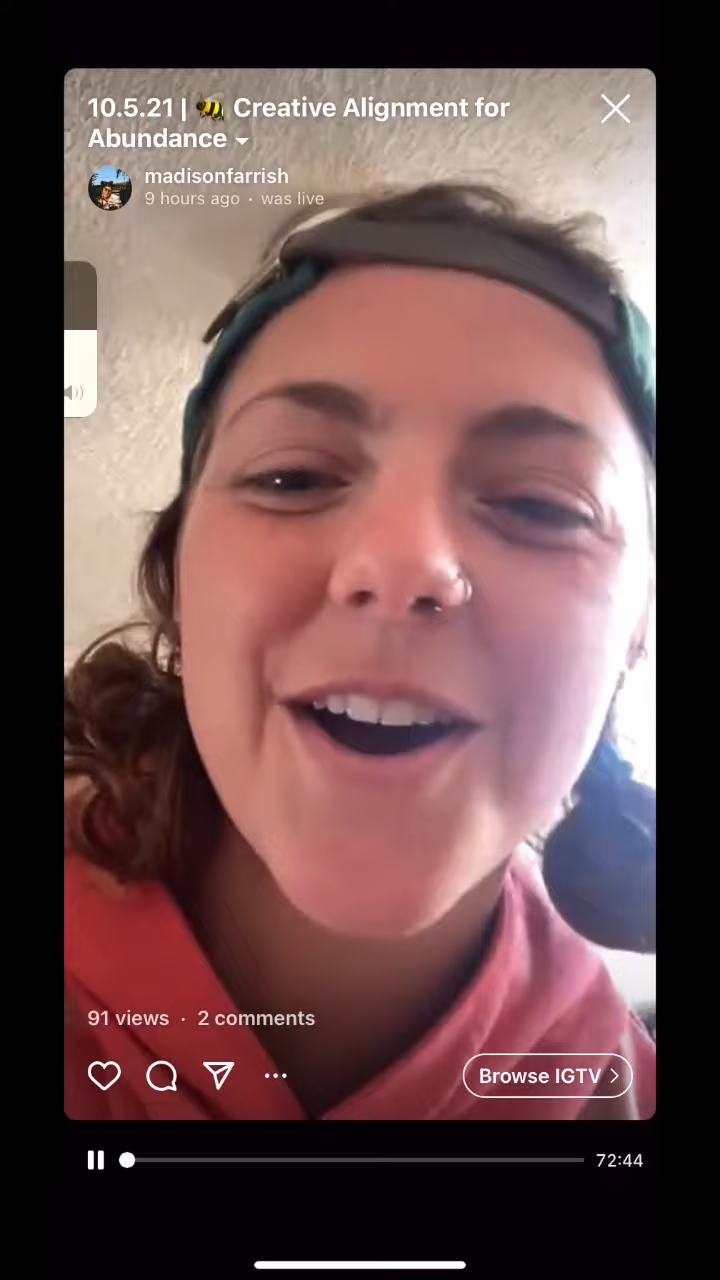 10.5.21 | 🐝 Creative Alignment for
Abundance
madisonfarrish
9 hours ago · was live
91 views · 2 comments
Browse IGTV
72:44